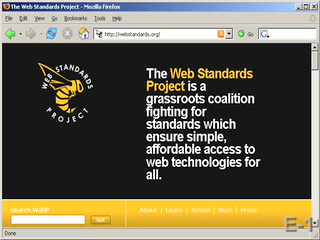 The Web Standards Project - Mozilla Firefox
File Edit View Go Bookmarks Tools Help
http://webstandards.org/
Go
WEB STANDARDS
PROJECT
The Web Standards
Project is a
grassroots coalition
fighting for
standards which
ensure simple,
affordable access to
web technologies for
all.
Search WaSP
GO!
About | Learn | Action | Buzz | Press
Done